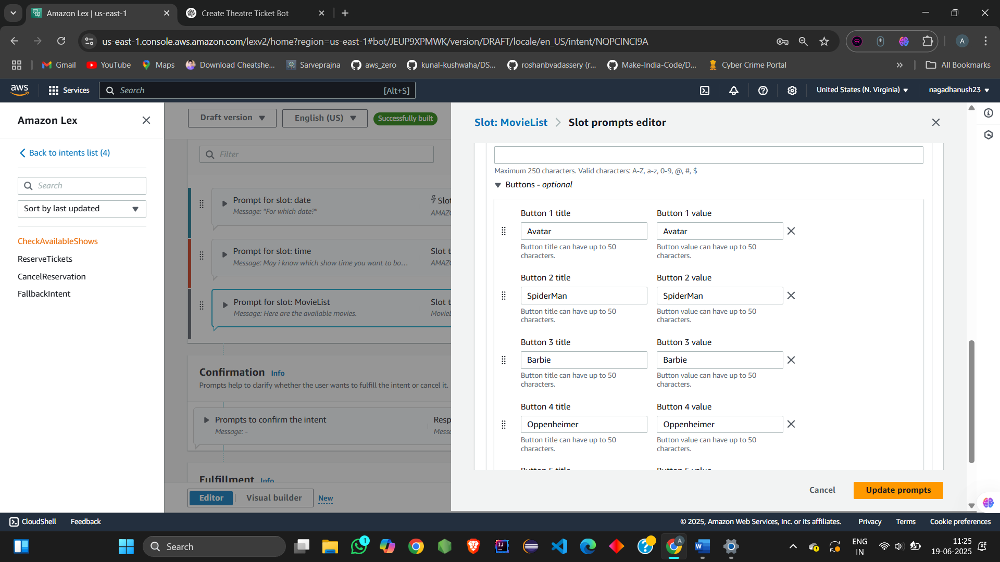 Amazon Lex | us-east-1
Create Theatre Ticket Bot
us-east-1.console.aws.amazon.com/lexv2/home?region=us-east-1#bot/JEUP9XPMWK/version/DRAFT/locale/en_US/intent/NQPCINCI9A
A
Gmail
YouTube
Maps
Download Cheatshe...
Sarveprajna
aws_zero
kunal-kushwaha/DS...
roshanbvadassery (r...
Make-India-Code/D...
Cyber Crime Portal
All Bookmarks
aws
Services
Search
[Alt+S]
United States (N. Virginia)
nagadhanush23
Amazon Lex
Back to intents list (4)
Search
Sort by last updated
CheckAvailableShows
ReserveTickets
CancelReservation
FallbackIntent
Draft version
English (US)
Successfully built
Filter
Prompt for slot: date
Message: "For which date?"
Slot
AMAZO
Prompt for slot: time
Message: May i know which show time you want to bo...
Slot t
AMAZO
Prompt for slot: MovieList
Message: Here are the available movies.
Slot t
MovieL
Confirmation Info
Prompts help to clarify whether the user wants to fulfill the intent or cancel it.
Prompts to confirm the intent
Message: -
Resp
Messa
Fulfillment Info
Editor
Visual builder
New
Slot: MovieList
Slot prompts editor
Maximum 250 characters. Valid characters: A-Z, a-z, 0-9, @, #, $
Buttons - optional
Button 1 title
Button 1 value
Avatar
Avatar
Button title can have up to 50 characters.
Button value can have up to 50 characters.
Button 2 title
Button 2 value
SpiderMan
SpiderMan
Button title can have up to 50 characters.
Button value can have up to 50 characters.
Button 3 title
Button 3 value
Barbie
Barbie
Button title can have up to 50 characters.
Button value can have up to 50 characters.
Button 4 title
Button 4 value
Oppenheimer
Oppenheimer
Button title can have up to 50 characters.
Button value can have up to 50 characters.
Button 5 title
Button 5 value
Cancel
Update prompts
CloudShell
Feedback
© 2025, Amazon Web Services, Inc. or its affiliates.
Privacy
Terms
Cookie preferences
Search
1
ENG
IN
11:25
19-06-2025